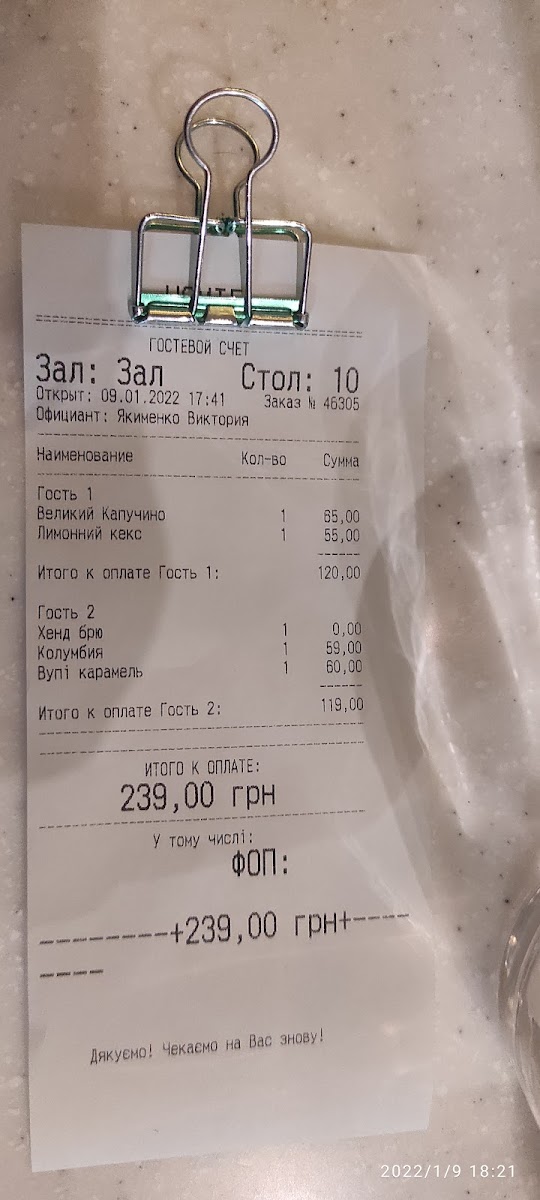 ГОСТЕВОЙ СЧЕТ
Зал: Зал Стол: 10
Открыт: 09.01.2022 17:41 Заказ № 46305
Официант: Якименко Виктория
Наименование Кол-во Сумма
Гость 1
Великий Капучино 1 65,00
Лимонний кекс 1 55,00
Итого к оплате Гость 1: 120,00
Гость 2
Хенд брю 1 0,00
Колумбия 1 59,00
Вупі карамель 1 60,00
Итого к оплате Гость 2: 119,00
ИТОГО К ОПЛАТЕ:
239,00 грн
У тому числі:
ФОП:
--------+239,00 грн+----
----
Дякуємо! Чекаємо на Вас знову!
2022/1/9 18:21